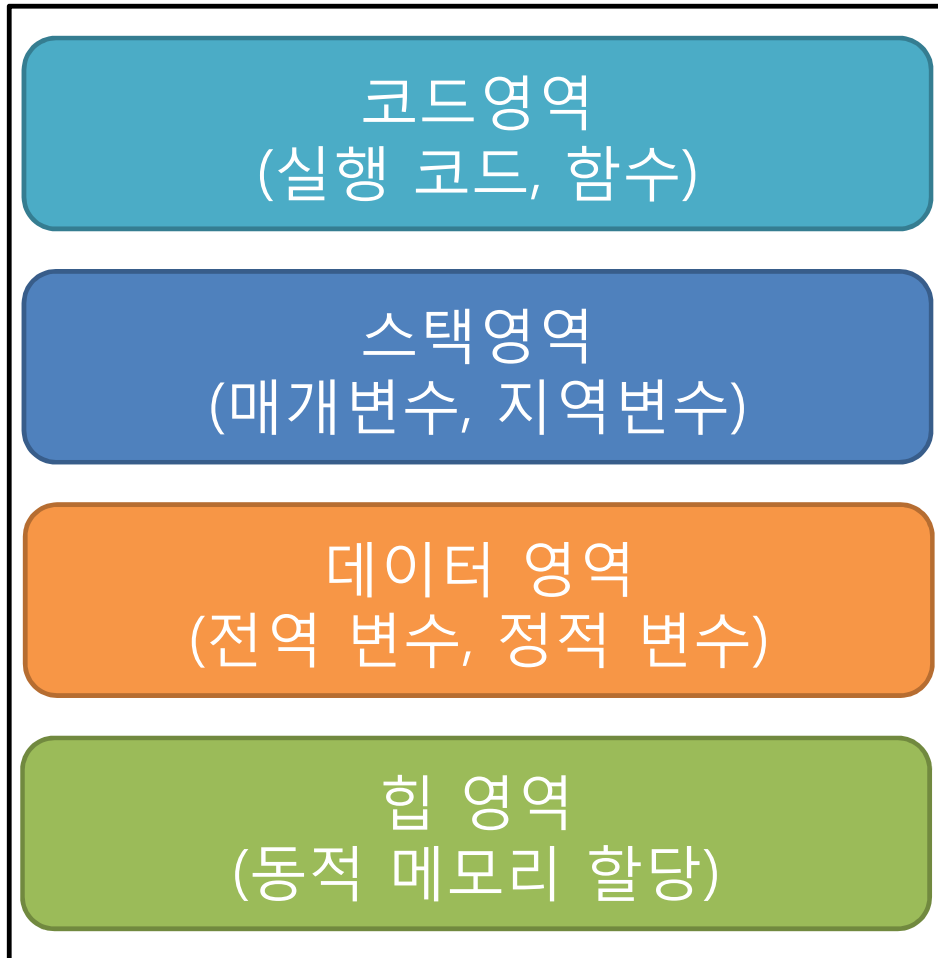 코드영역
(실행 코드, 함수)
스택영역
(매개변수, 지역변수)
데이터 영역
(전역 변수, 정적 변수)
힙 영역
(동적 메모리 할당)